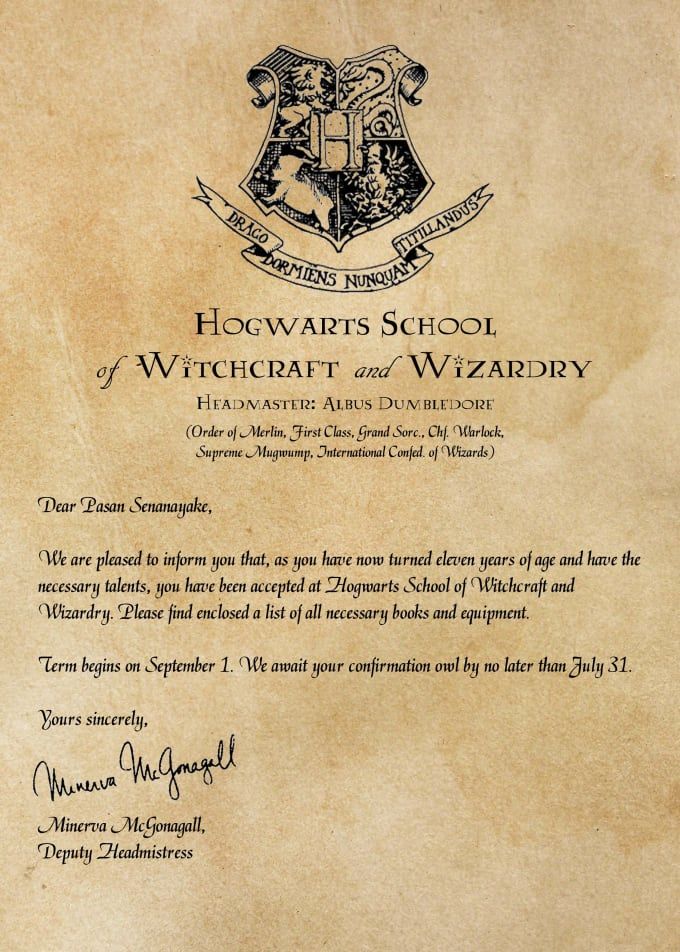 H
DRACO DORMIENS NUNQUAM TITILLANDUS
HOGWARTS SCHOOL
of WITCHCRAFT and WIZARDRY
HEADMASTER: ALBUS DUMBLEDORE
(Order of Merlin, First Class, Grand Sorc., Chf. Warlock,
Supreme Mugwump, International Confed. of Wizards)
Dear Pasan Senanayake,
We are pleased to inform you that, as you have now turned eleven years of age and have the
necessary talents, you have been accepted at Hogwarts School of Witchcraft and
Wizardry. Please find enclosed a list of all necessary books and equipment.
Term begins on September 1. We await your confirmation owl by no later than July 31.
Yours sincerely,
Minerva McGonagall
Minerva McGonagall,
Deputy Headmistress